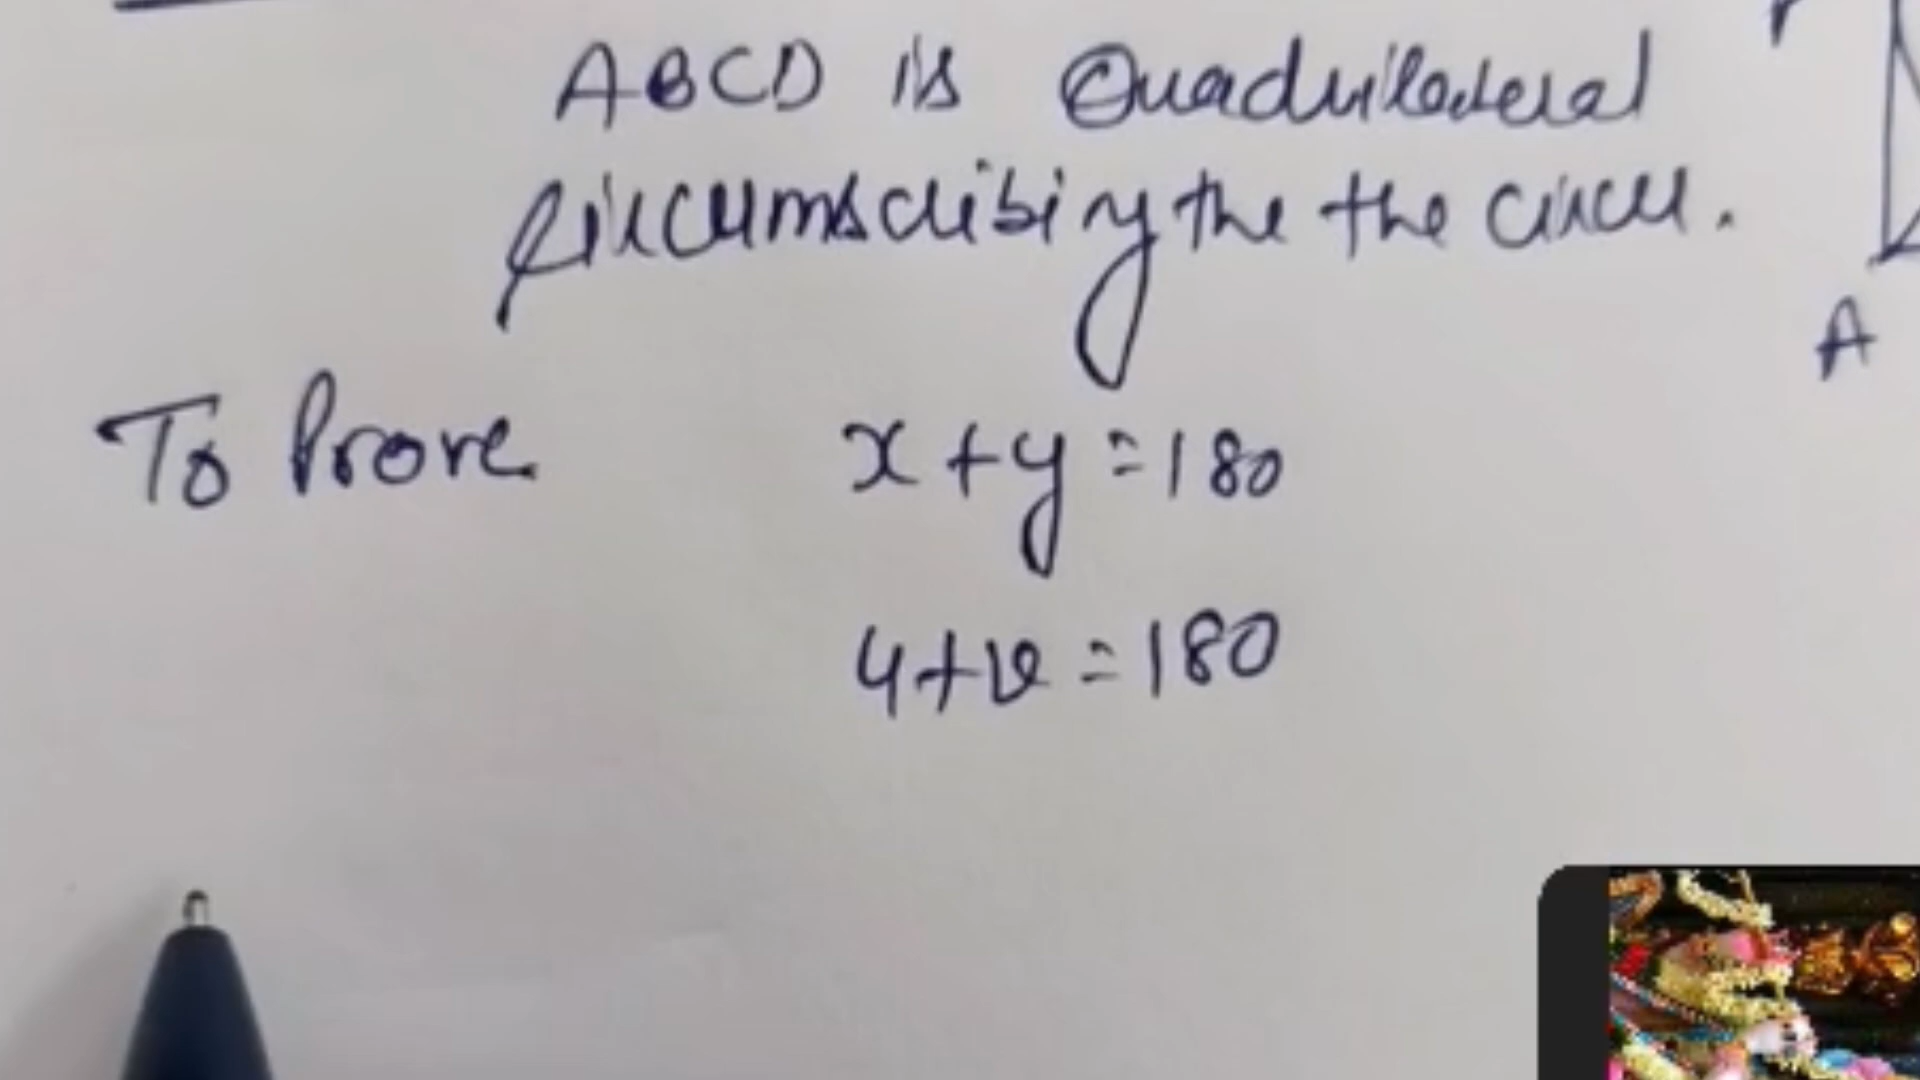 ABCD is Quadrilateral
circumscribing the the circle.
A
To Prove x+y=180
u+v=180